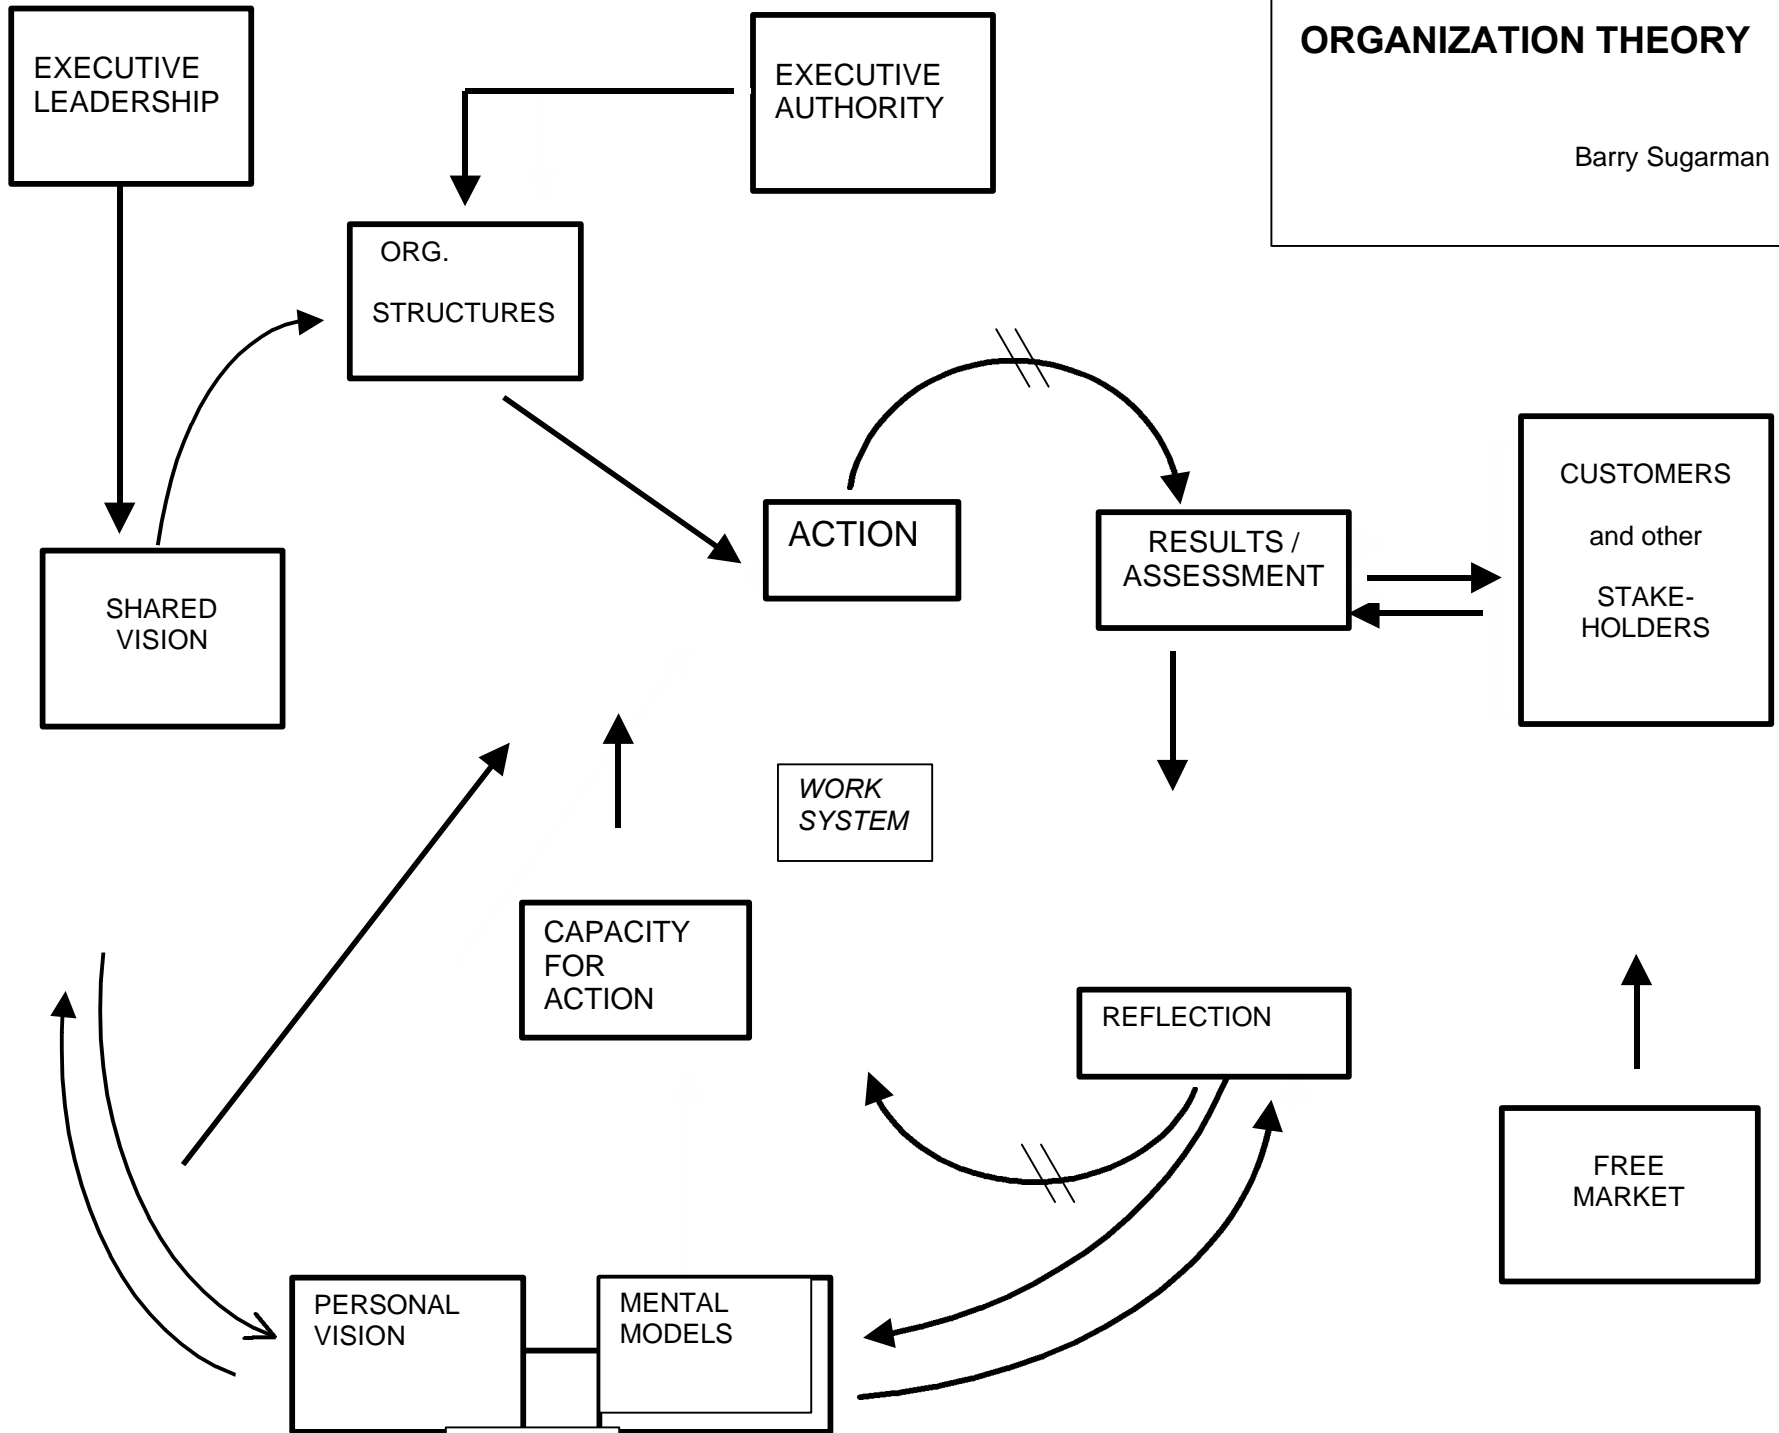 ORGANIZATION THEORY
Barry Sugarman
EXECUTIVE
LEADERSHIP
EXECUTIVE
AUTHORITY
ORG.
STRUCTURES
ACTION
RESULTS /
ASSESSMENT
CUSTOMERS
and other
STAKE-
HOLDERS
SHARED
VISION
WORK
SYSTEM
CAPACITY
FOR
ACTION
REFLECTION
FREE
MARKET
PERSONAL
VISION
MENTAL
MODELS